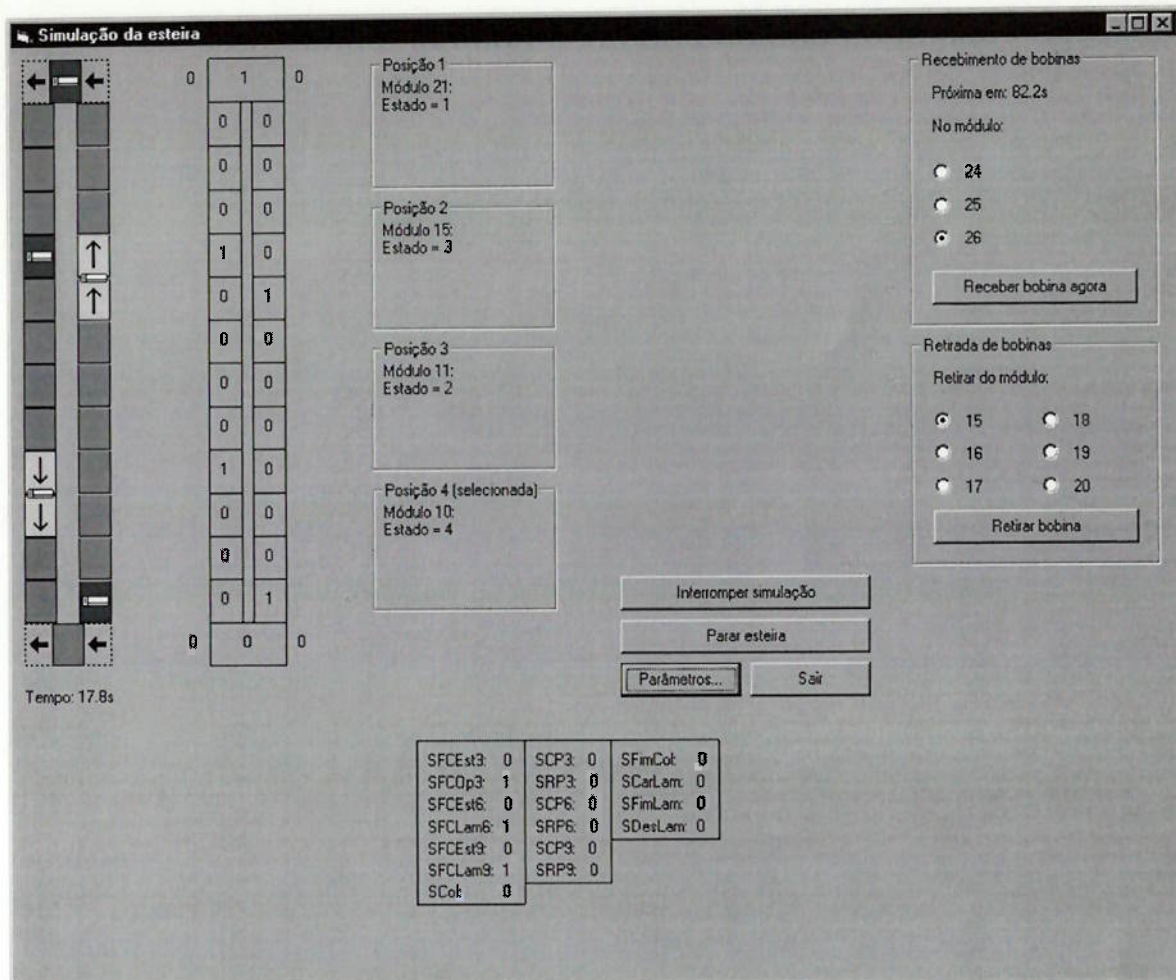 Simulação da esteira
0 1 0
0 0
0 0
0 0
1 0
0 1
0 0
0 0
0 0
1 0
0 0
0 0
0 1
0 0 0
Tempo: 17.8s
Posição 1
Módulo 21:
Estado = 1
Posição 2
Módulo 15:
Estado = 3
Posição 3
Módulo 11:
Estado = 2
Posição 4 (selecionada)
Módulo 10:
Estado = 4
Recebimento de bobinas
Próxima em: 82.2s
No módulo:
24
25
26
Receber bobina agora
Retirada de bobinas
Retirar do módulo:
15 18
16 19
17 20
Retirar bobina
Interromper simulação
Parar esteira
Parâmetros... Sair
SFCEst3: 0 SCP3: 0 SFimCol: 0
SFCOp3: 1 SRP3: 0 SCarLam: 0
SFCEst6: 0 SCP6: 0 SFimLam: 0
SFCLam6: 1 SRP6: 0 SDesLam: 0
SFCEst9: 0 SCP9: 0
SFCLam9: 1 SRP9: 0
SCol: 0